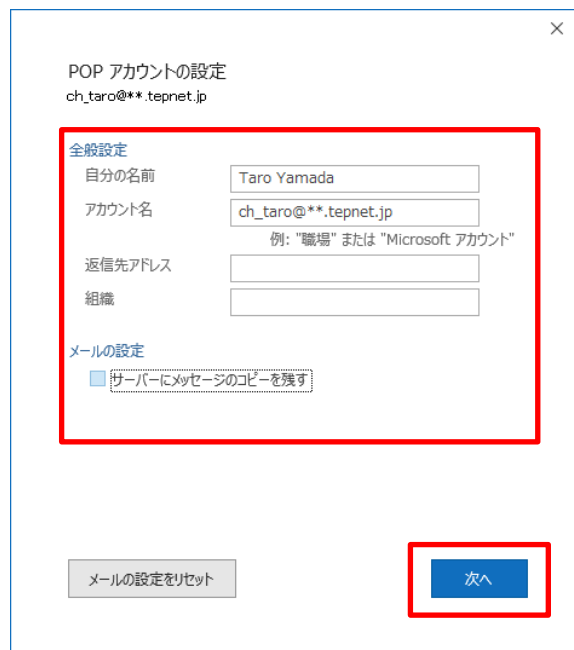 POP アカウントの設定
ch_taro@**.tepnet.jp
全般設定
自分の名前 Taro Yamada
アカウント名 ch_taro@**.tepnet.jp
例: "職場" または "Microsoft アカウント"
返信先アドレス
組織
メールの設定
サーバーにメッセージのコピーを残す
メールの設定をリセット 次へ